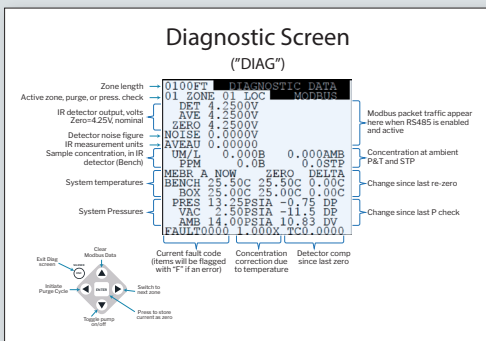 Diagnostic Screen
("DIAG")
Zone length
Active zone, purge, or press. check
IR detector output, volts
Zero=4.25V, nominal
Detector noise figure
IR measurement units
Sample concentration, in IR
detector (Bench)
System temperatures
System Pressures
0100FT DIAGNOSTIC DATA
01 ZONE 01 LOC MODBUS
DET 4.2500V
AVE 4.2500V
ZERO 4.2500V
NOISE 0.0000V
AVEAU 0.00000
UM/L 0.000B 0.000AMB
PPM 0.0B 0.0STP
MEBR A NOW ZERO DELTA
BENCH 25.50C 25.50C 0.00C
BOX 25.00C 25.00C 0.00C
PRES 13.25PSIA -0.75 DP
VAC 2.50PSIA -11.5 DP
AMB 14.00PSIA 10.83 DV
FAULT0000 1.000X TC0.0000
Modbus packet traffic appear
here when RS485 is enabled
and active
Concentration at ambient
P&T and STP
Change since last re-zero
Change since last P check
Current fault code
(items will be flagged
with "F" if an error)
Concentration
correction due
to temperature
Detector comp
since last zero
Clear
Modbus Data
Exit Diag
screen
ESC
Initiate
Purge Cycle
ENTER
Switch to
next zone
Toggle pump
on/off
Press to store
current as zero